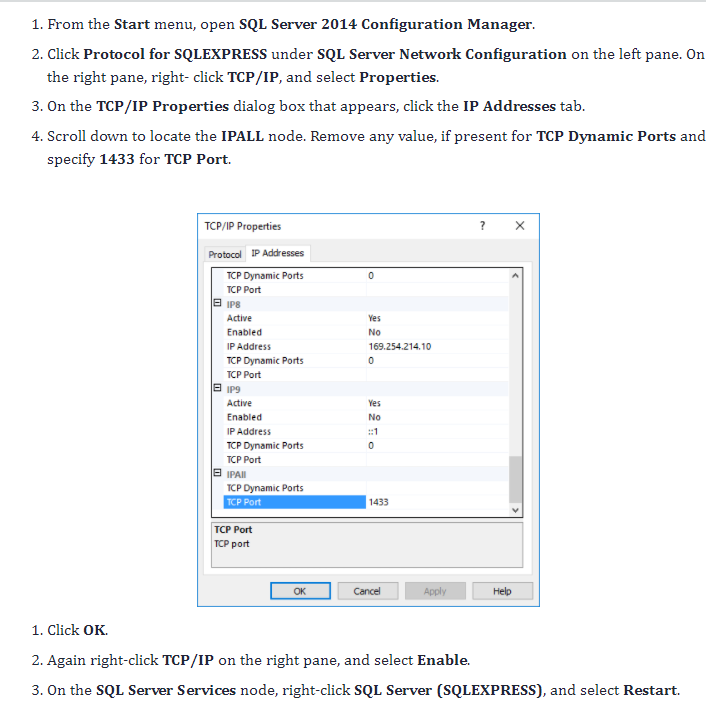 1. From the Start menu, open SQL Server 2014 Configuration Manager.
2. Click Protocol for SQLEXPRESS under SQL Server Network Configuration on the left pane. On
the right pane, right- click TCP/IP, and select Properties.
3. On the TCP/IP Properties dialog box that appears, click the IP Addresses tab.
4. Scroll down to locate the IPALL node. Remove any value, if present for TCP Dynamic Ports and
specify 1433 for TCP Port.
TCP/IP Properties ? ×
Protocol IP Addresses
TCP Dynamic Ports 0
TCP Port
IP8
Active Yes
Enabled No
IP Address 169.254.214.10
TCP Dynamic Ports 0
TCP Port
IP9
Active Yes
Enabled No
IP Address ::1
TCP Dynamic Ports 0
TCP Port
IPAll
TCP Dynamic Ports
TCP Port 1433
TCP Port
TCP port
OK Cancel Apply Help
1. Click OK.
2. Again right-click TCP/IP on the right pane, and select Enable.
3. On the SQL Server Services node, right-click SQL Server (SQLEXPRESS), and select Restart.